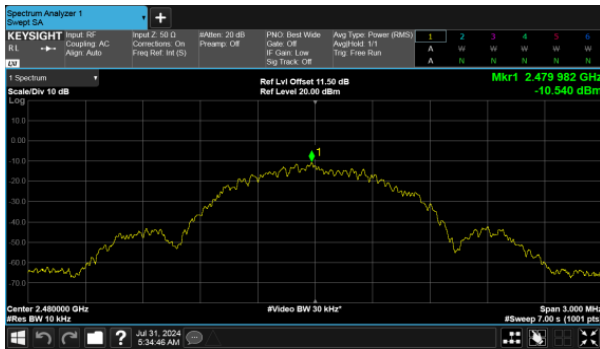 Spectrum Analyzer 1
Swept SA
+
KEYSIGHT Input: RF Input Z: 50 Ω #Atten: 20 dB PNO: Best Wide Avg Type: Power (RMS) 1 2 3 4 5 6
RL Coupling: AC Corrections: On Preamp: Off Gate: Off Avg|Hold: 1/1 A W W W W W
Align: Auto Freq Ref: Int (S) IF Gain: Low Trig: Free Run
Sig Track: Off A N N N N N
LXI
1 Spectrum Ref Lvl Offset 11.50 dB Mkr1 2.479 982 GHz
Scale/Div 10 dB Ref Level 20.00 dBm -10.540 dBm
Log
10.0
0.00
1
-10.0
-20.0
-30.0
-40.0
-50.0
-60.0
-70.0
Center 2.480000 GHz #Video BW 30 kHz* Span 3.000 MHz
#Res BW 10 kHz #Sweep 7.00 s (1001 pts)
? Jul 31, 2024
5:34:46 AM